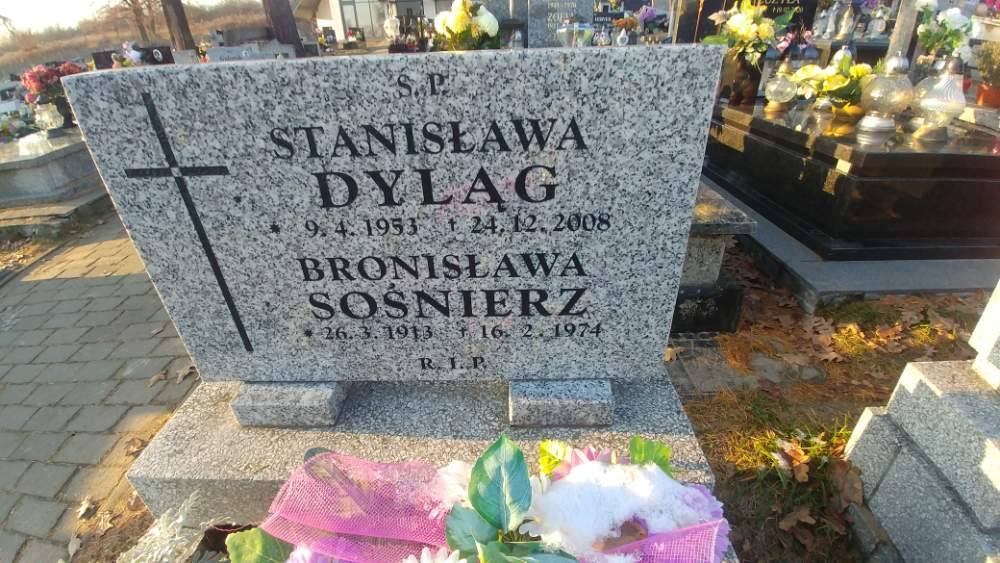 S. P.
STANISŁAWA
DYLĄG
* 9. 4. 1953 † 24. 12. 2008
BRONISŁAWA
SOŚNIERZ
* 26. 3. 1913 † 16. 2. 1974
R. I. P.